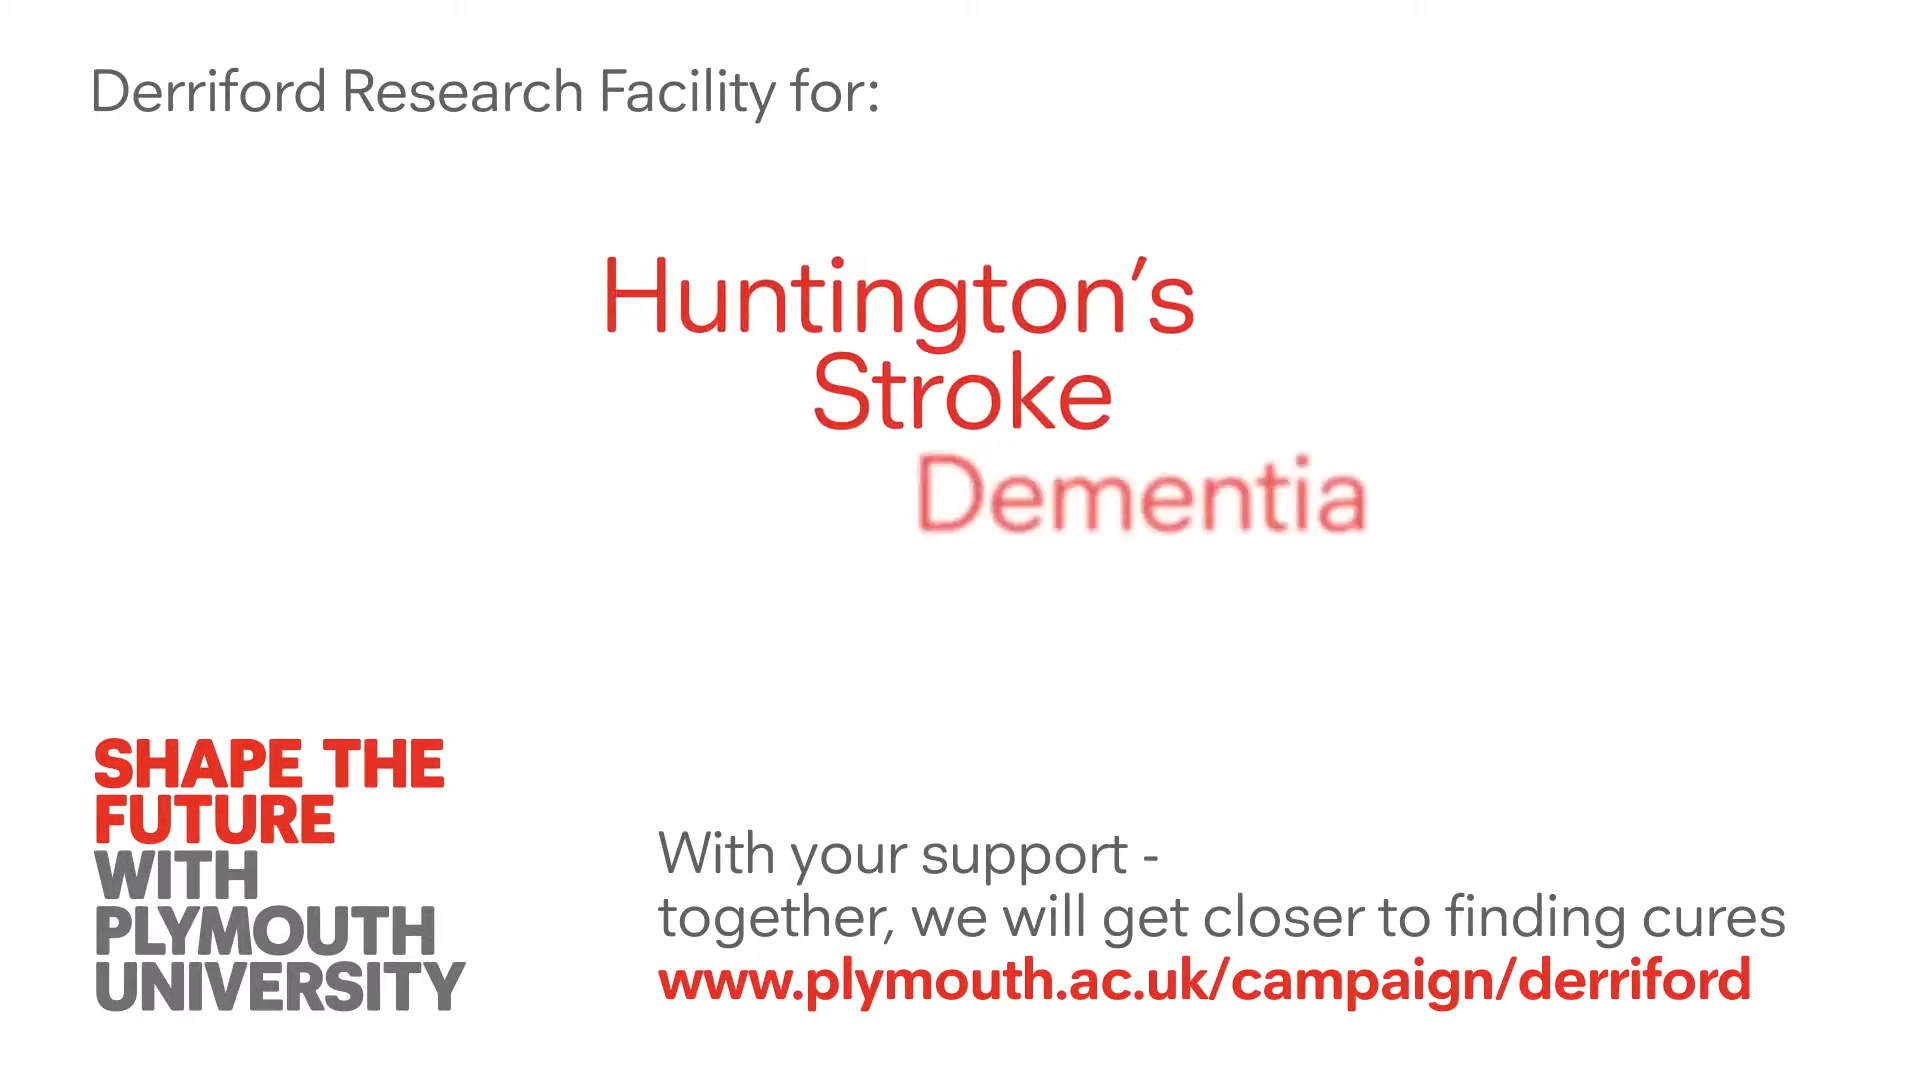 Derriford Research Facility for:
Huntington’s
Stroke
Dementia
SHAPE THE
FUTURE
WITH
PLYMOUTH
UNIVERSITY
With your support -
together, we will get closer to finding cures
www.plymouth.ac.uk/campaign/derriford